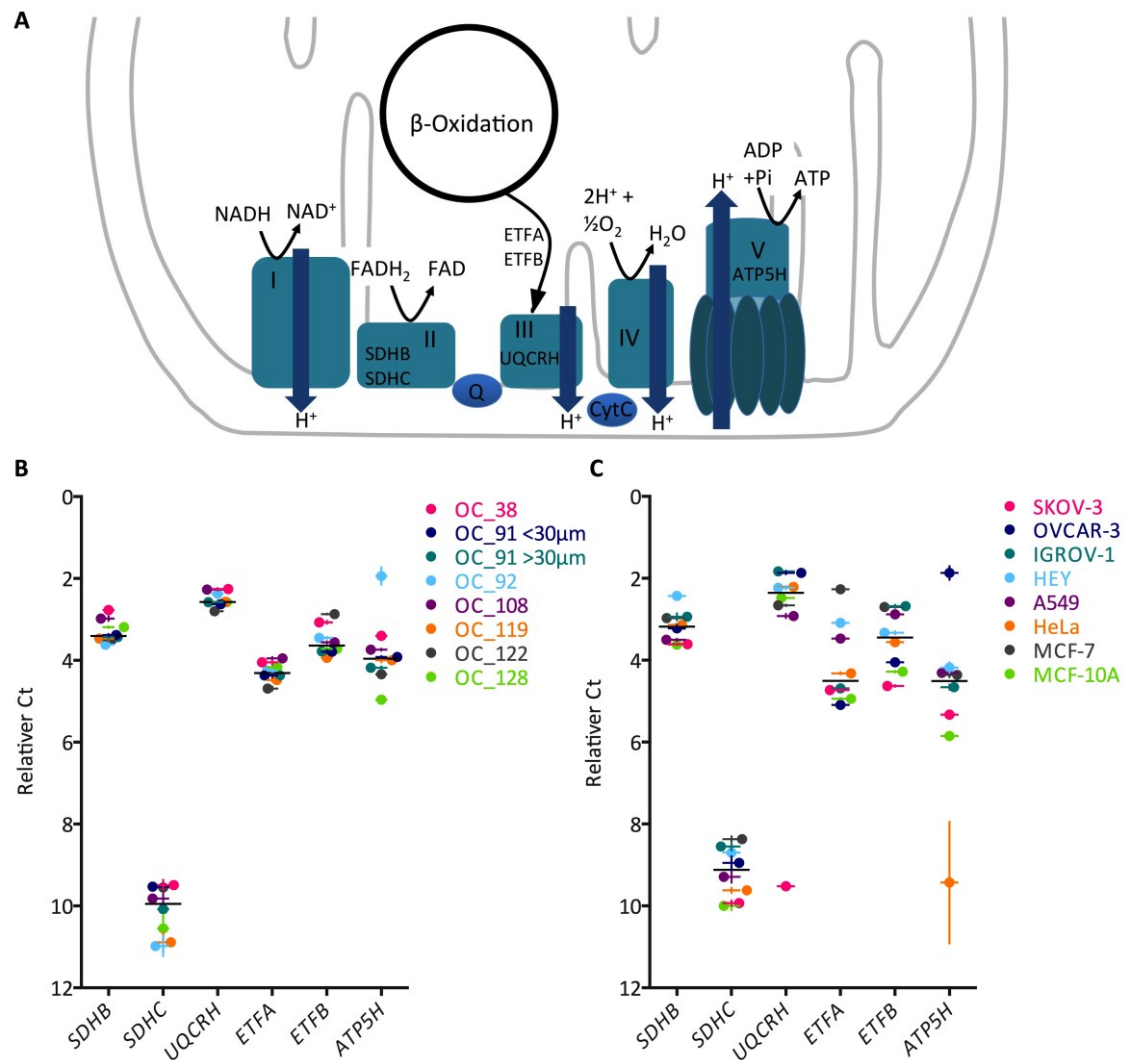 A
β-Oxidation
NADH
NAD⁺
FADH₂
FAD
ETFA
ETFB
2H⁺ +
½O₂
H₂O
ADP
+Pi
ATP
H⁺
I
II
SDHB
SDHC
III
UQCRH
IV
V
ATP5H
Q
CytC
H⁺
H⁺
H⁺
B
Relativer Ct
0
2
4
6
8
10
12
SDHB
SDHC
UQCRH
ETFA
ETFB
ATP5H
OC_38
OC_91 <30µm
OC_91 >30µm
OC_92
OC_108
OC_119
OC_122
OC_128
C
Relativer Ct
0
2
4
6
8
10
12
SDHB
SDHC
UQCRH
ETFA
ETFB
ATP5H
SKOV-3
OVCAR-3
IGROV-1
HEY
A549
HeLa
MCF-7
MCF-10A